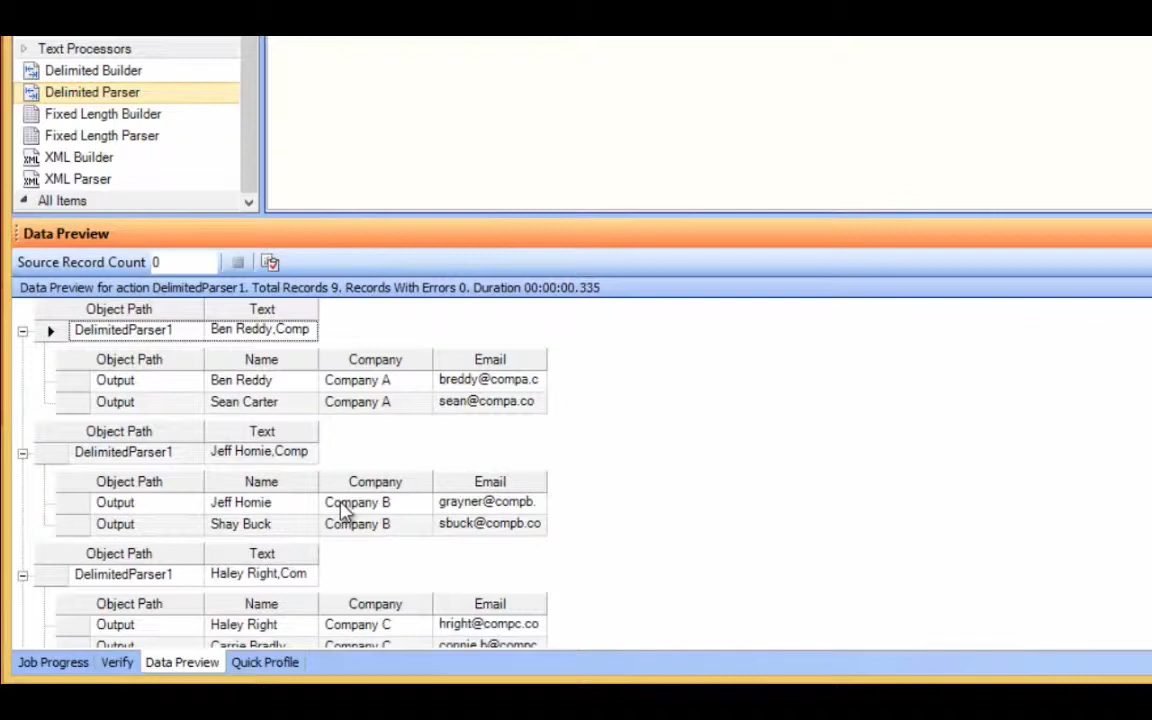 Text Processors
Delimited Builder
Delimited Parser
Fixed Length Builder
Fixed Length Parser
XML Builder
XML Parser
All Items
Data Preview
Source Record Count 0
Data Preview for action DelimitedParser1. Total Records 9. Records With Errors 0. Duration 00:00:00.335
Object Path Text
DelimitedParser1 Ben Reddy,Comp
Object Path Name Company Email
Output Ben Reddy Company A breddy@compa.c
Output Sean Carter Company A sean@compa.co
Object Path Text
DelimitedParser1 Jeff Homie,Comp
Object Path Name Company Email
Output Jeff Homie Company B grayner@compb.
Output Shay Buck Company B sbuck@compb.co
Object Path Text
DelimitedParser1 Haley Right,Com
Object Path Name Company Email
Output Haley Right Company C hright@compc.co
Output Carrie Bradly Company C connie.b@compc
Job Progress Verify Data Preview Quick Profile